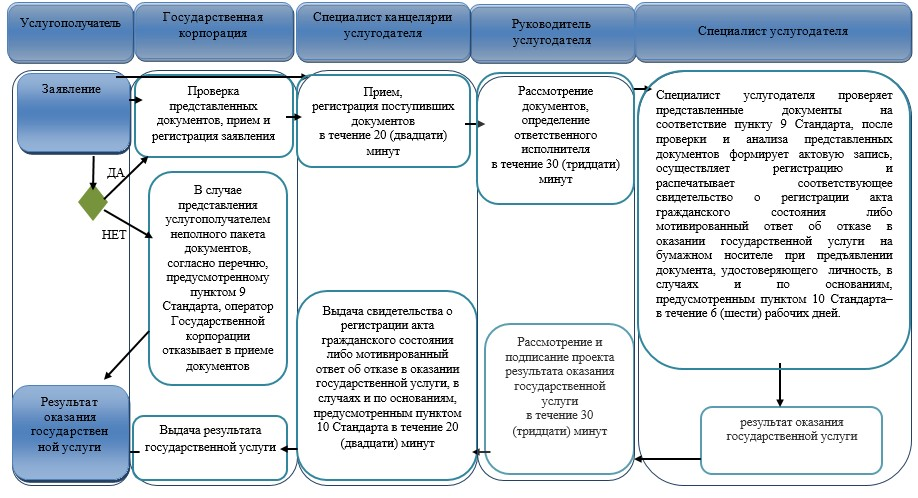 Услугополучатель
Государственная
корпорация
Специалист канцелярии
услугодателя
Руководитель
услугодателя
Специалист услугодателя
Заявление
ДА
НЕТ
Проверка
представленных
документов, прием и
регистрация заявления
Прием,
регистрация поступивших
документов
в течение 20 (двадцати)
минут
Рассмотрение
документов,
определение
ответственного
исполнителя
в течение 30 (тридцати)
минут
Специалист услугодателя проверяет
представленные документы на
соответствие пункту 9 Стандарта, после
проверки и анализа представленных
документов формирует актовую запись,
осуществляет регистрацию и
распечатывает соответствующее
свидетельство о регистрации акта
гражданского состояния либо
мотивированный ответ об отказе в
оказании государственной услуги на
бумажном носителе при предъявлении
документа, удостоверяющего личность, в
случаях и по основаниям,
предусмотренным пунктом 10 Стандарта–
в течение 6 (шести) рабочих дней.
В случае
представления
услугополучателем
неполного пакета
документов,
согласно перечню,
предусмотренному
пунктом 9
Стандарта, оператор
Государственной
корпорации
отказывает в приеме
документов
Выдача свидетельства о
регистрации акта
гражданского состояния
либо мотивированный
ответ об отказе в оказании
государственной услуги, в
случаях и по основаниям,
предусмотренным пунктом
10 Стандарта в течение 20
(двадцати) минут
Рассмотрение и
подписание проекта
результата оказания
государственной
услуги
в течение 30
(тридцати) минут
результат оказания
государственной услуги
Результат
оказания
государствен
ной услуги
Выдача результата
государственной услуги